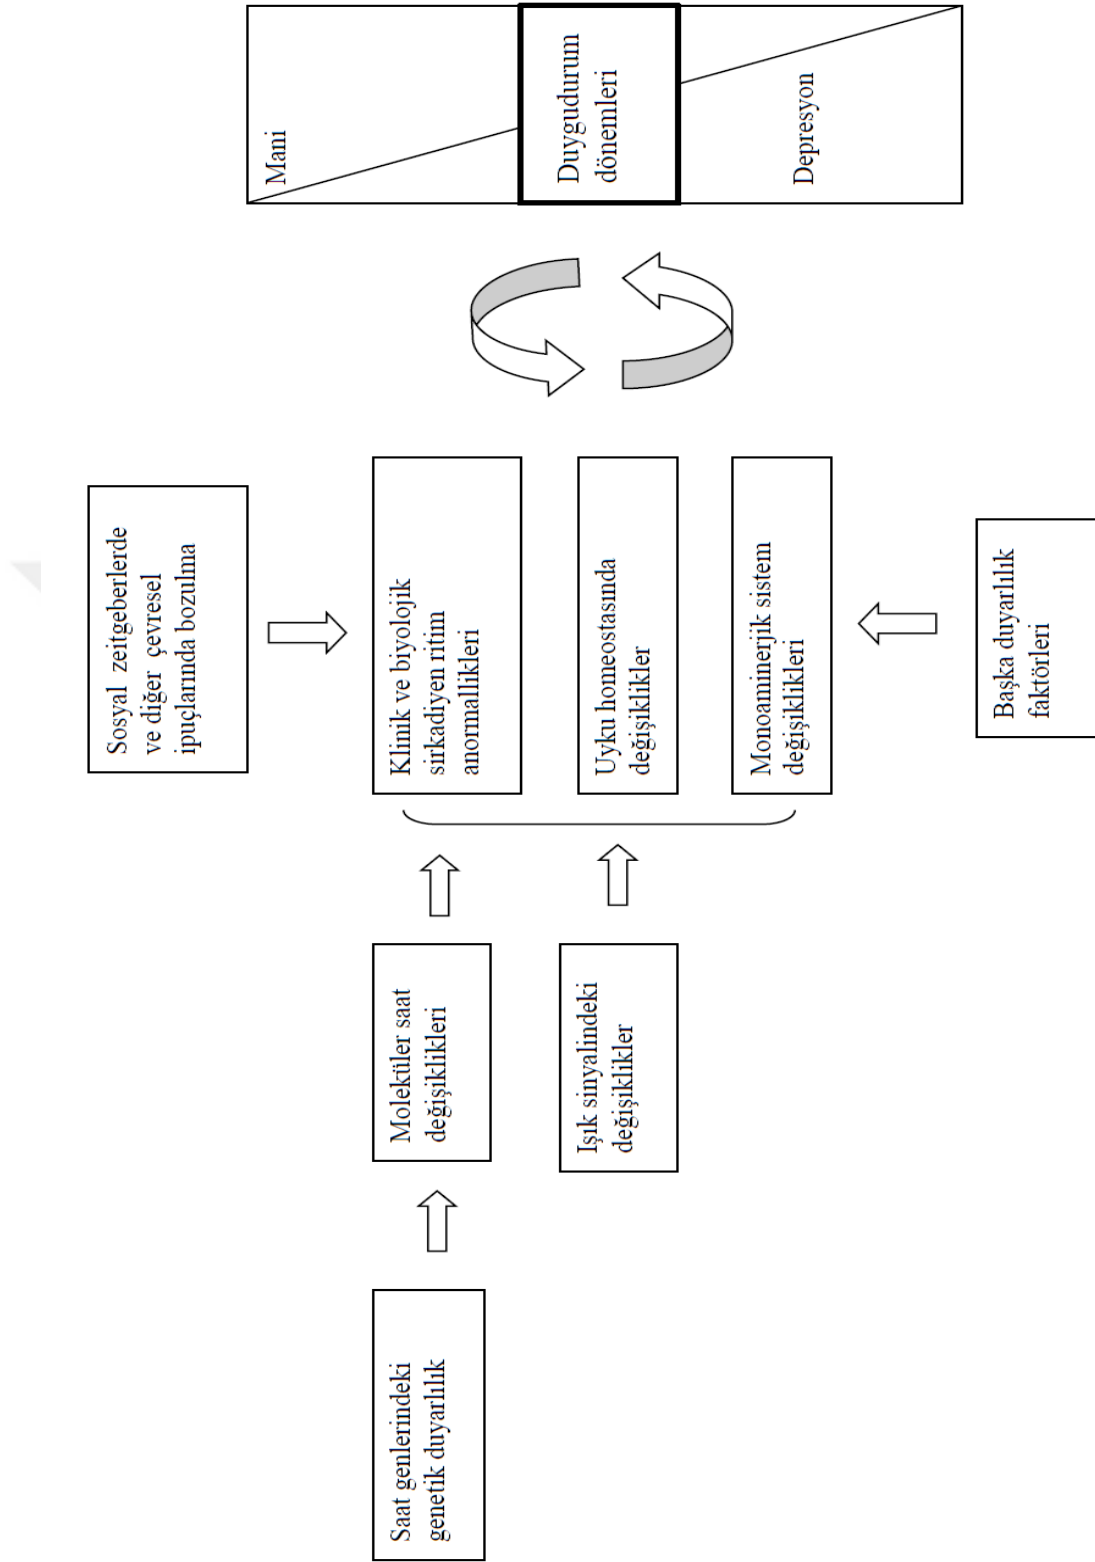 Saat genlerindeki
genetik duyarlılık
Moleküler saat
değişiklikleri
Işık sinyalindeki
değişiklikler
Sosyal zeitgeberlerde
ve diğer çevresel
ipuçlarında bozulma
Klinik ve biyolojik
sirkadiyen ritim
anormallikleri
Uyku homeostasında
değişiklikler
Monoaminerjik sistem
değişiklikleri
Başka duyarlılık
faktörleri
Mani
Duygudurum
dönemleri
Depresyon